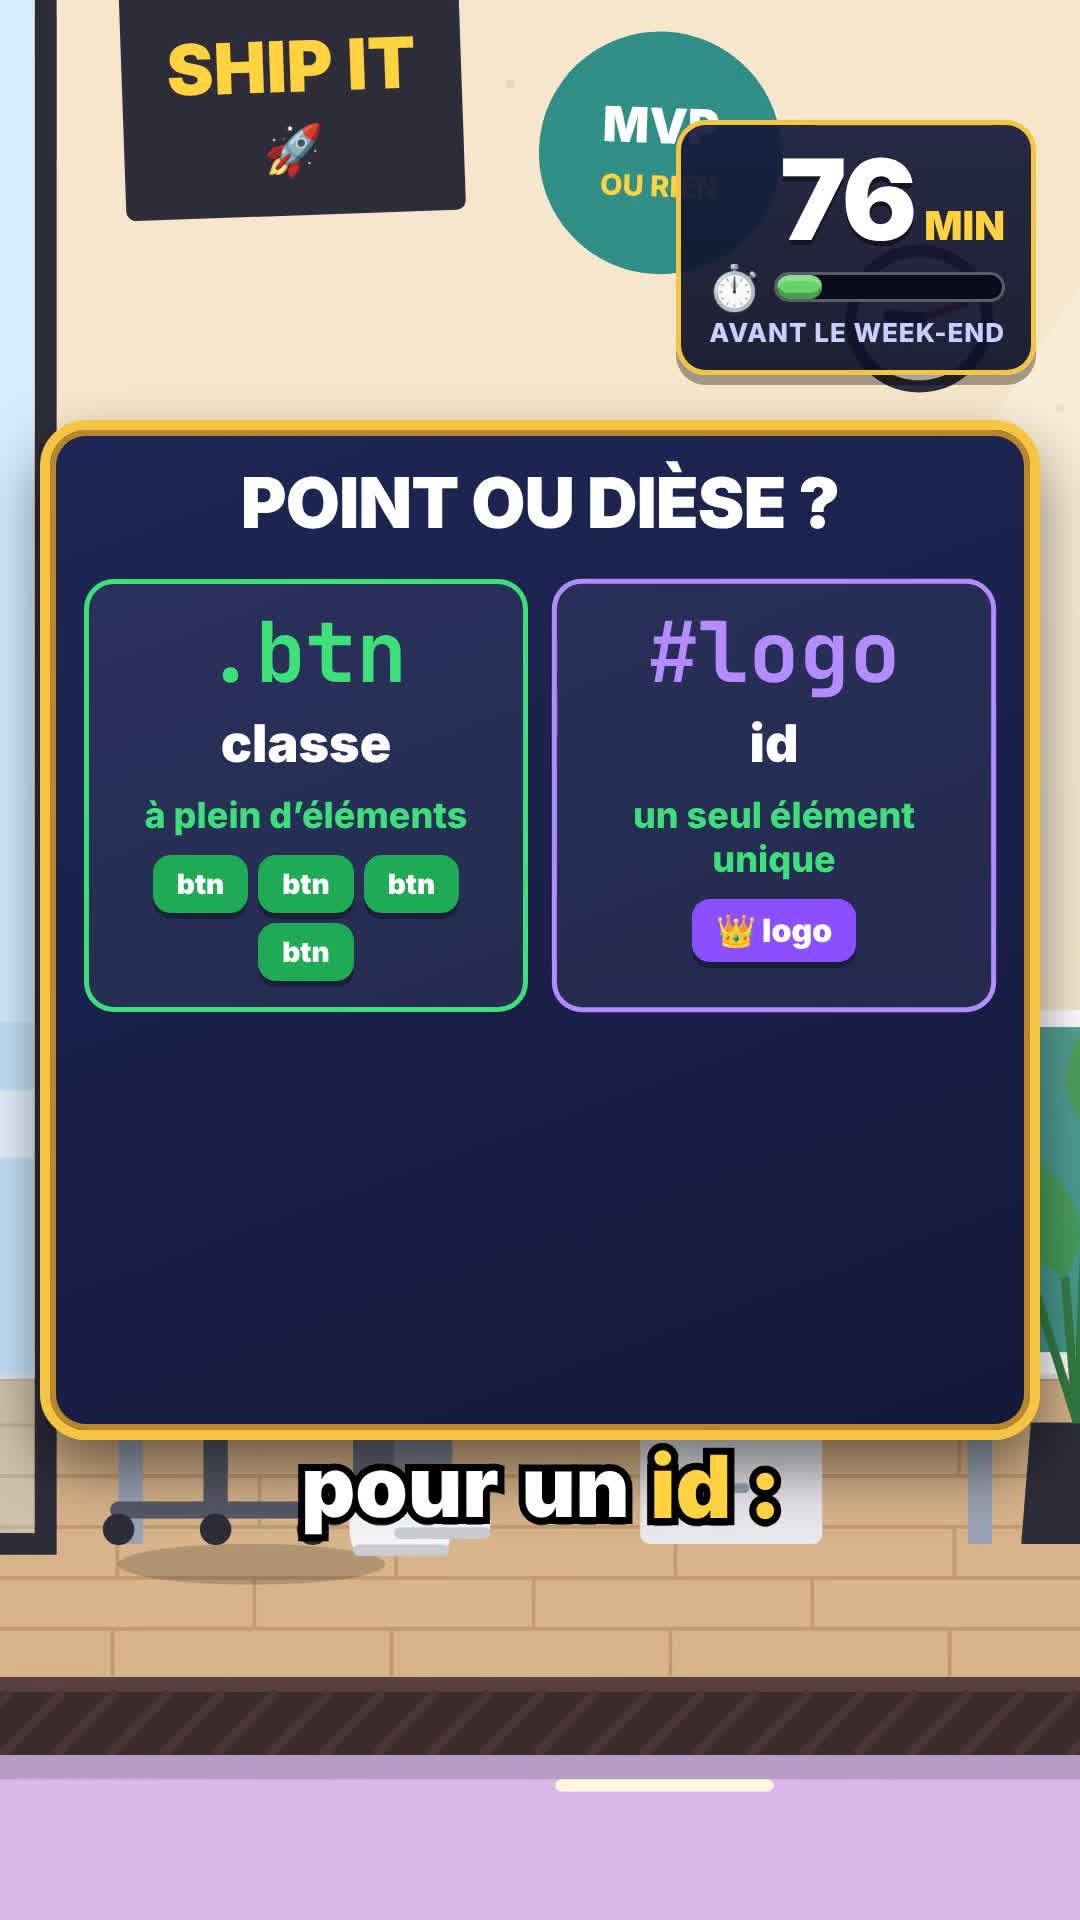 SHIP IT
MVP
OU RIEN
76 MIN
AVANT LE WEEK-END
POINT OU DIÈSE ?
.btn
classe
à plein d’éléments
btn btn btn
btn
#logo
id
un seul élément
unique
logo
pour un id :